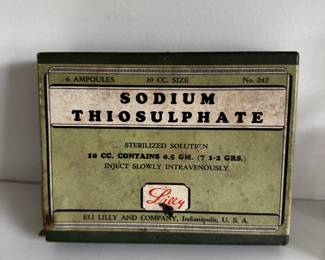 6 AMPOULES 10 CC. SIZE No. 242
SODIUM
THIOSULPHATE
STERILIZED SOLUTION
10 CC. CONTAINS 0.5 GM. (7 1-2 GRS.)
INJECT SLOWLY INTRAVENOUSLY
Lilly
ELI LILLY AND COMPANY, Indianapolis, U. S. A.